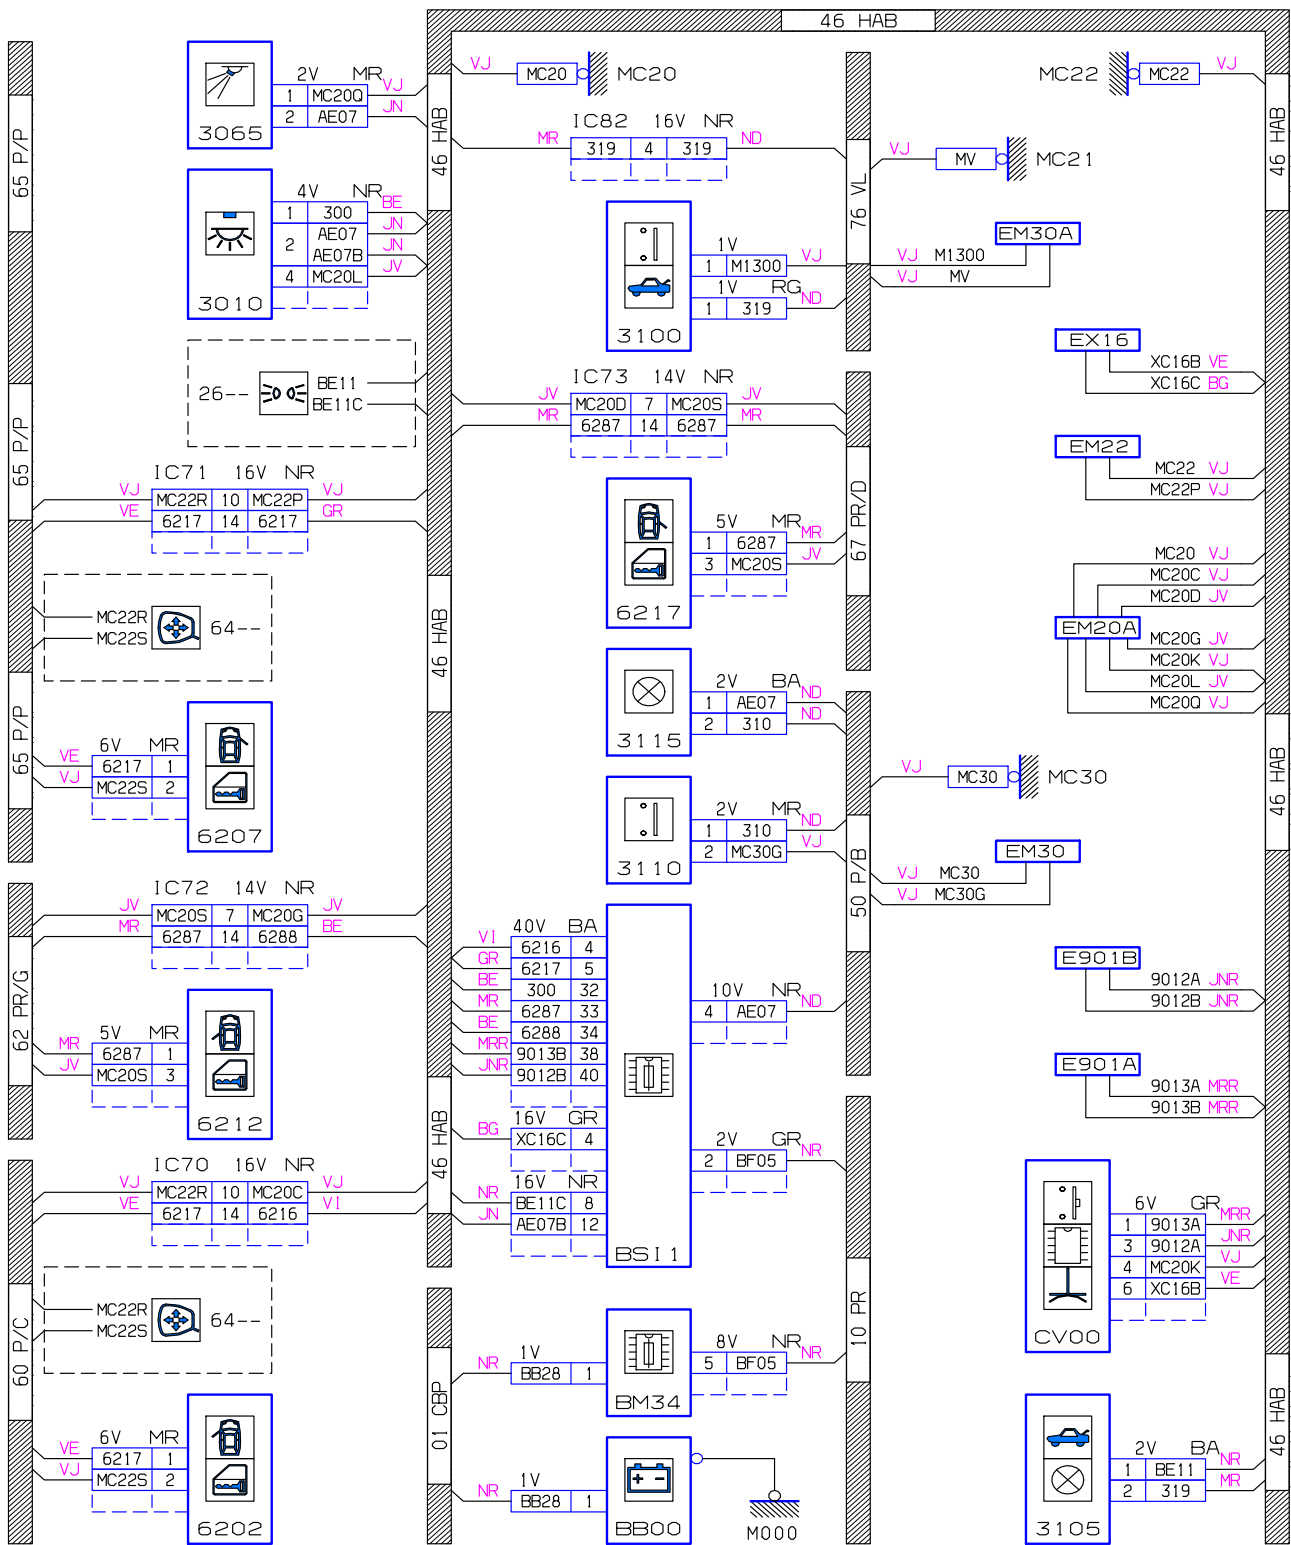 46 HAB
65 P/P
65 P/P
65 P/P
62 PR/G
60 P/C
3065
2V MR
1 MC20Q VJ
2 AE07 JN
3010
4V NR
1 300 BE
2 AE07 JN
AE07B JN
4 MC20L JV
26-- BE11
BE11C
IC71 16V NR
VJ MC22R 10 MC22P VJ
VE 6217 14 6217 GR
MC22R
MC22S 64--
6V MR
VE 6217 1
VJ MC22S 2
6207
IC72 14V NR
JV MC20S 7 MC20G JV
MR 6287 14 6288 BE
5V MR
MR 6287 1
JV MC20S 3
6212
IC70 16V NR
VJ MC22R 10 MC20C VJ
VE 6217 14 6216 VI
MC22R
MC22S 64--
6V MR
VE 6217 1
VJ MC22S 2
6202
46 HAB
46 HAB
46 HAB
01 CBP
VJ MC20 MC20
IC82 16V NR
MR 319 4 319 ND
3100
1V
1 M1300 VJ
1V RG
1 319 ND
IC73 14V NR
JV MC20D 7 MC20S JV
MR 6287 14 6287 MR
6217
5V MR
1 6287 MR
3 MC20S JV
3115
2V BA
1 AE07 ND
2 310 ND
3110
2V MR
1 310 ND
2 MC30G VJ
40V BA
VI 6216 4
GR 6217 5
BE 300 32
MR 6287 33
BE 6288 34
MRR 9013B 38
JNR 9012B 40
16V GR
BG XC16C 4
16V NR
NR BE11C 8
JN AE07B 12
BSI1
10V NR
4 AE07 ND
2V GR
2 BF05 NR
1V
NR BB28 1
BM34
8V NR
5 BF05 NR
1V
NR BB28 1
BB00
M000
76 VL
67 PR/D
50 P/B
10 PR
MC22 MC22 VJ
VJ MV MC21
EM30A
VJ M1300
VJ MV
EX16
XC16B VE
XC16C BG
EM22
MC22 VJ
MC22P VJ
MC20 VJ
MC20C VJ
MC20D JV
EM20A
MC20G JV
MC20K VJ
MC20L JV
MC20Q VJ
VJ MC30 MC30
EM30
VJ MC30
VJ MC30G
E901B
9012A JNR
9012B JNR
E901A
9013A MRR
9013B MRR
CV00
6V GR
1 9013A MRR
3 9012A JNR
4 MC20K VJ
6 XC16B VE
3105
2V BA
1 BE11 NR
2 319 MR
46 HAB
46 HAB
46 HAB